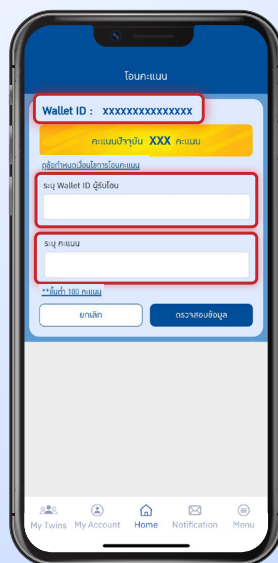 โอนคะแนน
Wallet ID : xxxxxxxxxxxxxxx
คะแนนปัจจุบัน XXX คะแนน
ดูข้อกำหนดเงื่อนไขการโอนคะแนน
ระบุ Wallet ID ผู้รับโอน
ระบุ คะแนน
**ขั้นต่ำ 100 คะแนน
ยกเลิก ตรวจสอบข้อมูล
My Twins My Account Home Notification Menu